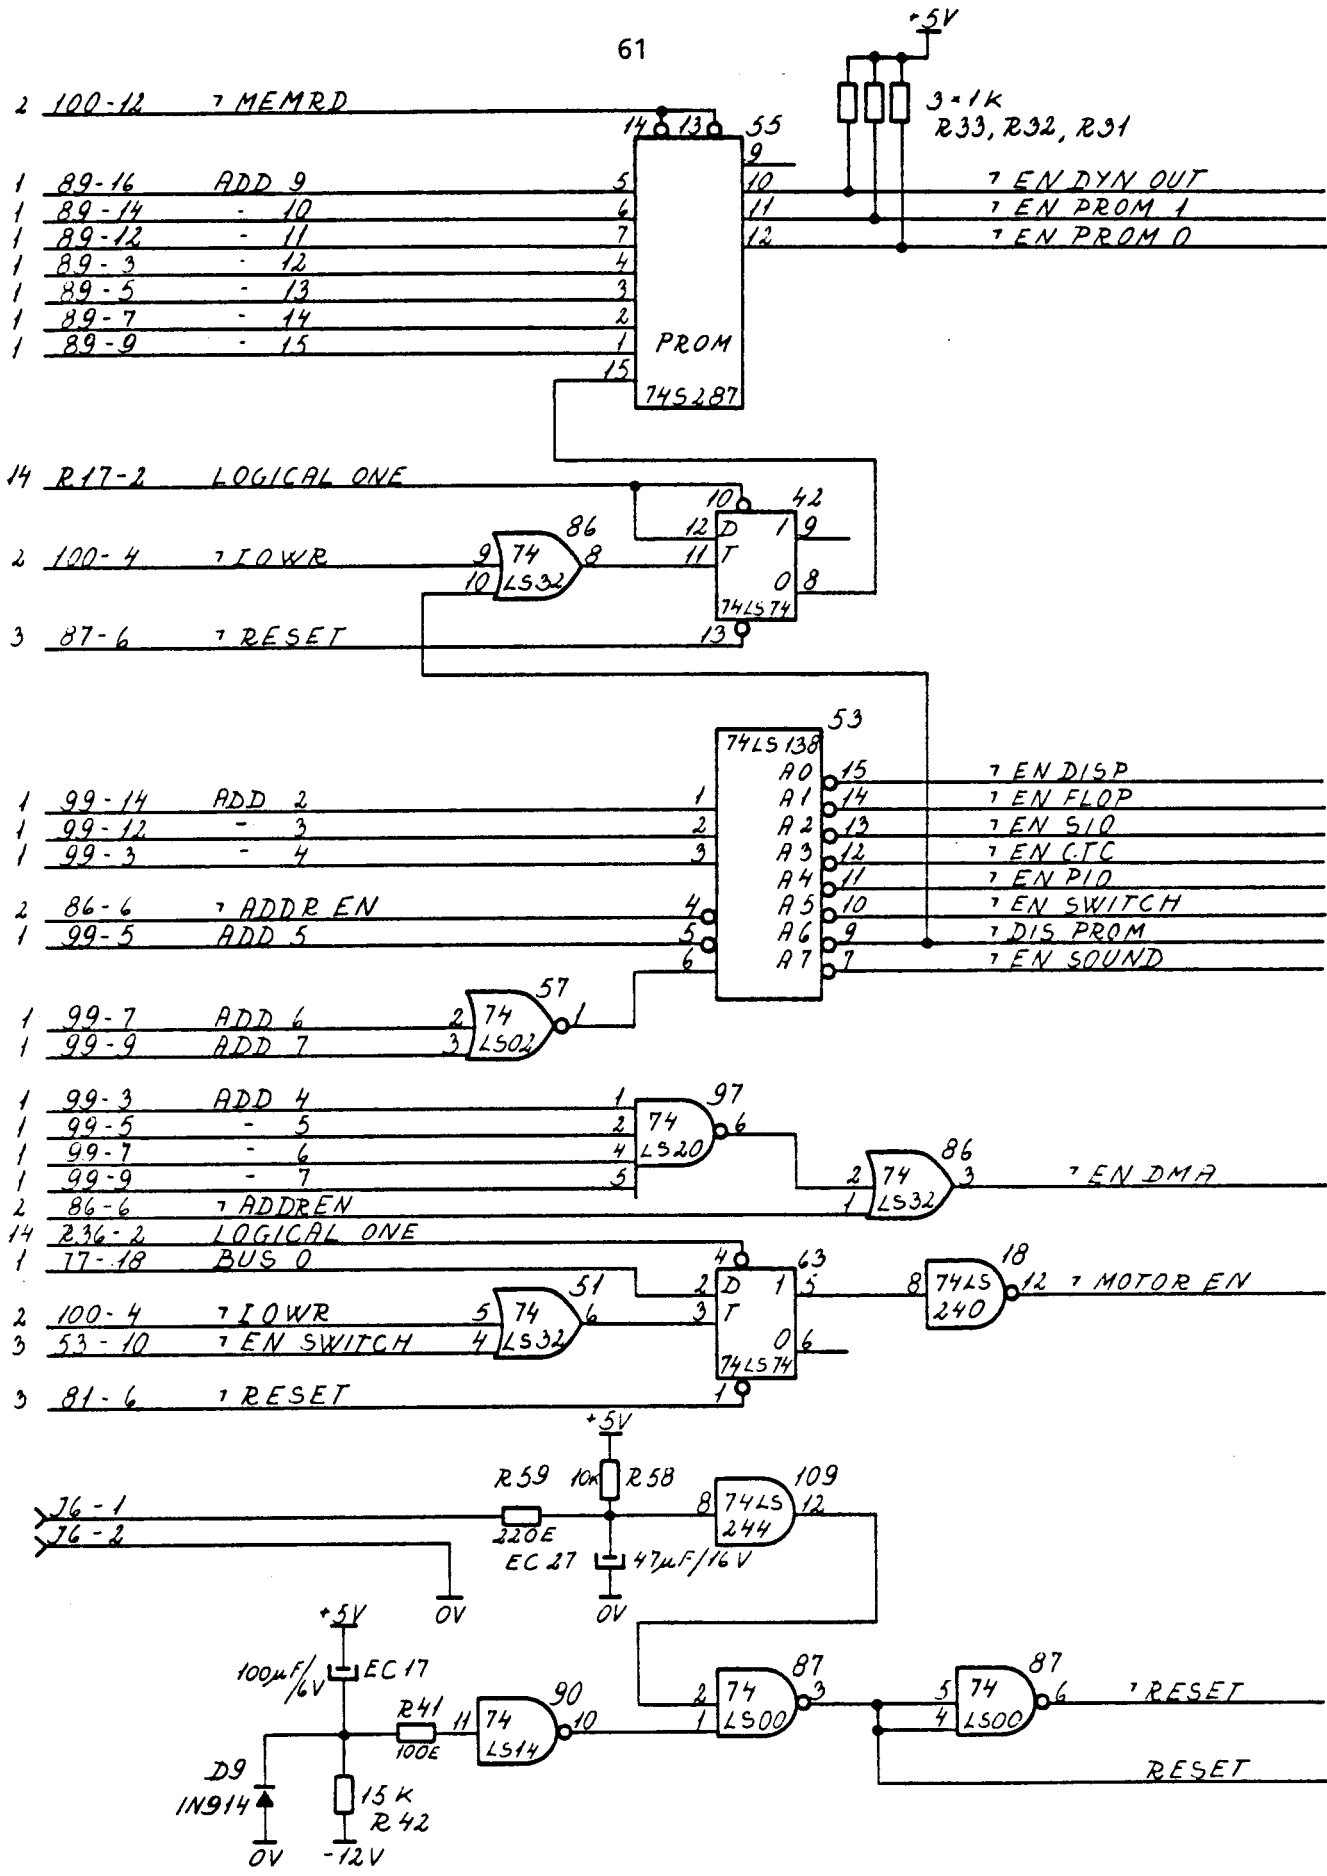 61
+5V
2 100-12 ¬ MEMRD
14 13 55
3×1K
R33, R32, R31
9
1 89-16 ADD 9 5 10 ¬ EN DYN OUT
1 89-14 - 10 6 11 ¬ EN PROM 1
1 89-12 - 11 7 12 ¬ EN PROM 0
1 89-3 - 12 4
1 89-5 - 13 3
1 89-7 - 14 2
1 89-9 - 15 1
PROM
15
74S287
14 R17-2 LOGICAL ONE
10 42
86
12 D 1 9
2 100-4 ¬ IOWR 9 74 8 11 T
10 LS32
0 8
74LS74
3 87-6 ¬ RESET 13
53
74LS138
A0 15 ¬ EN DISP
1 99-14 ADD 2 1 A1 14 ¬ EN FLOP
1 99-12 - 3 2 A2 13 ¬ EN SIO
1 99-3 - 4 3 A3 12 ¬ EN CTC
A4 11 ¬ EN PIO
2 86-6 ¬ ADDR EN 4 A5 10 ¬ EN SWITCH
1 99-5 ADD 5 5 A6 9 ¬ DIS PROM
6 A7 7 ¬ EN SOUND
57
1 99-7 ADD 6 2 74 1
1 99-9 ADD 7 3 LS02
97
1 99-3 ADD 4 1
1 99-5 - 5 2 74 6
1 99-7 - 6 4 LS20
86
1 99-9 - 7 5 2 74 3 ¬ EN DMA
2 86-6 ¬ ADDREN 1 LS32
14 R36-2 LOGICAL ONE
1 77-18 BUS 0 4 63 18
51
2 D 1 5 8 74LS 12 ¬ MOTOR EN
240
2 100-4 ¬ IOWR 5 74 6 3 T
3 53-10 ¬ EN SWITCH 4 LS32
0 6
74LS74
3 81-6 ¬ RESET 1
+5V
R59 10K R58 109
J6-1 8 74LS 12
244
J6-2 220E
EC 27 47µF/16V
0V 0V
+5V
100µF/6V EC17
87 87
90 2 74 3 5 74 6 ¬ RESET
R41 11 74 10 1 LS00 4 LS00
100E LS14
D9 RESET
1N914 15K
R42
0V -12V